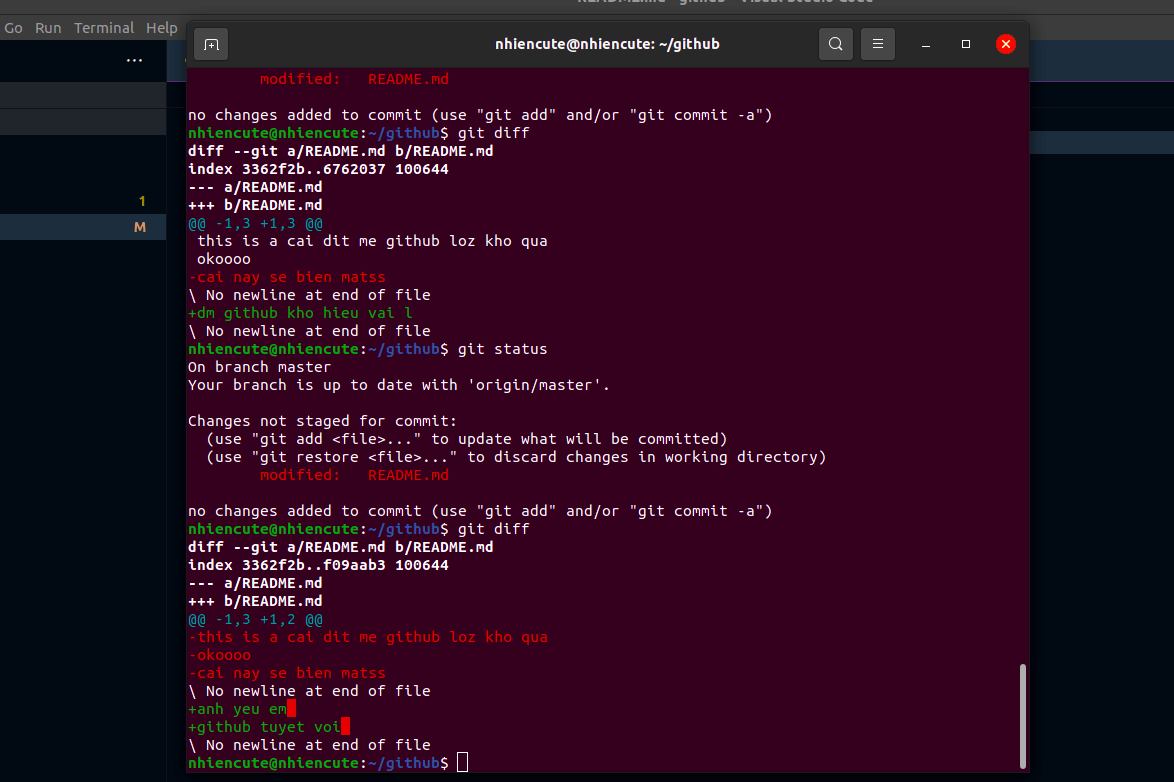 Go Run Terminal Help
nhiencute@nhiencute: ~/github
modified:   README.md
no changes added to commit (use "git add" and/or "git commit -a")
nhiencute@nhiencute:~/github$ git diff
diff --git a/README.md b/README.md
index 3362f2b..6762037 100644
--- a/README.md
+++ b/README.md
@@ -1,3 +1,3 @@
 this is a cai dit me github loz kho qua
 okoooo
-cai nay se bien matss
\ No newline at end of file
+dm github kho hieu vai l
\ No newline at end of file
nhiencute@nhiencute:~/github$ git status
On branch master
Your branch is up to date with 'origin/master'.
Changes not staged for commit:
  (use "git add <file>..." to update what will be committed)
  (use "git restore <file>..." to discard changes in working directory)
modified:   README.md
no changes added to commit (use "git add" and/or "git commit -a")
nhiencute@nhiencute:~/github$ git diff
diff --git a/README.md b/README.md
index 3362f2b..f09aab3 100644
--- a/README.md
+++ b/README.md
@@ -1,3 +1,2 @@
-this is a cai dit me github loz kho qua
-okoooo
-cai nay se bien matss
\ No newline at end of file
+anh yeu em
+github tuyet voi
\ No newline at end of file
nhiencute@nhiencute:~/github$
1
M